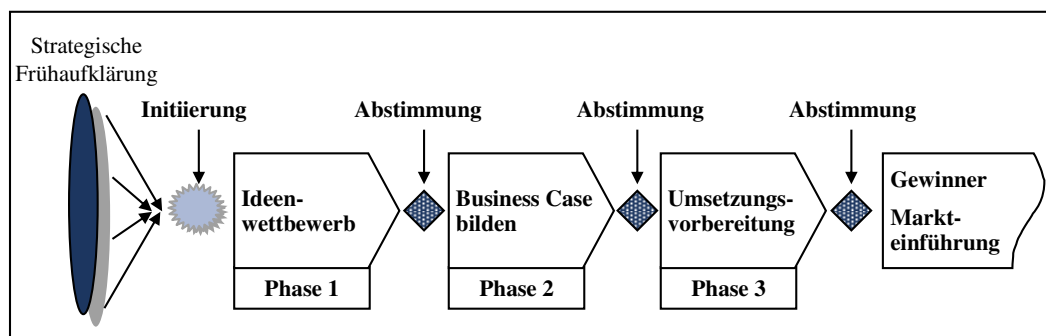 Strategische
Frühaufklärung
Initiierung
Abstimmung
Abstimmung
Abstimmung
Ideen-
wettbewerb
Business Case
bilden
Umsetzungs-
vorbereitung
Gewinner
Markt-
einführung
Phase 1
Phase 2
Phase 3